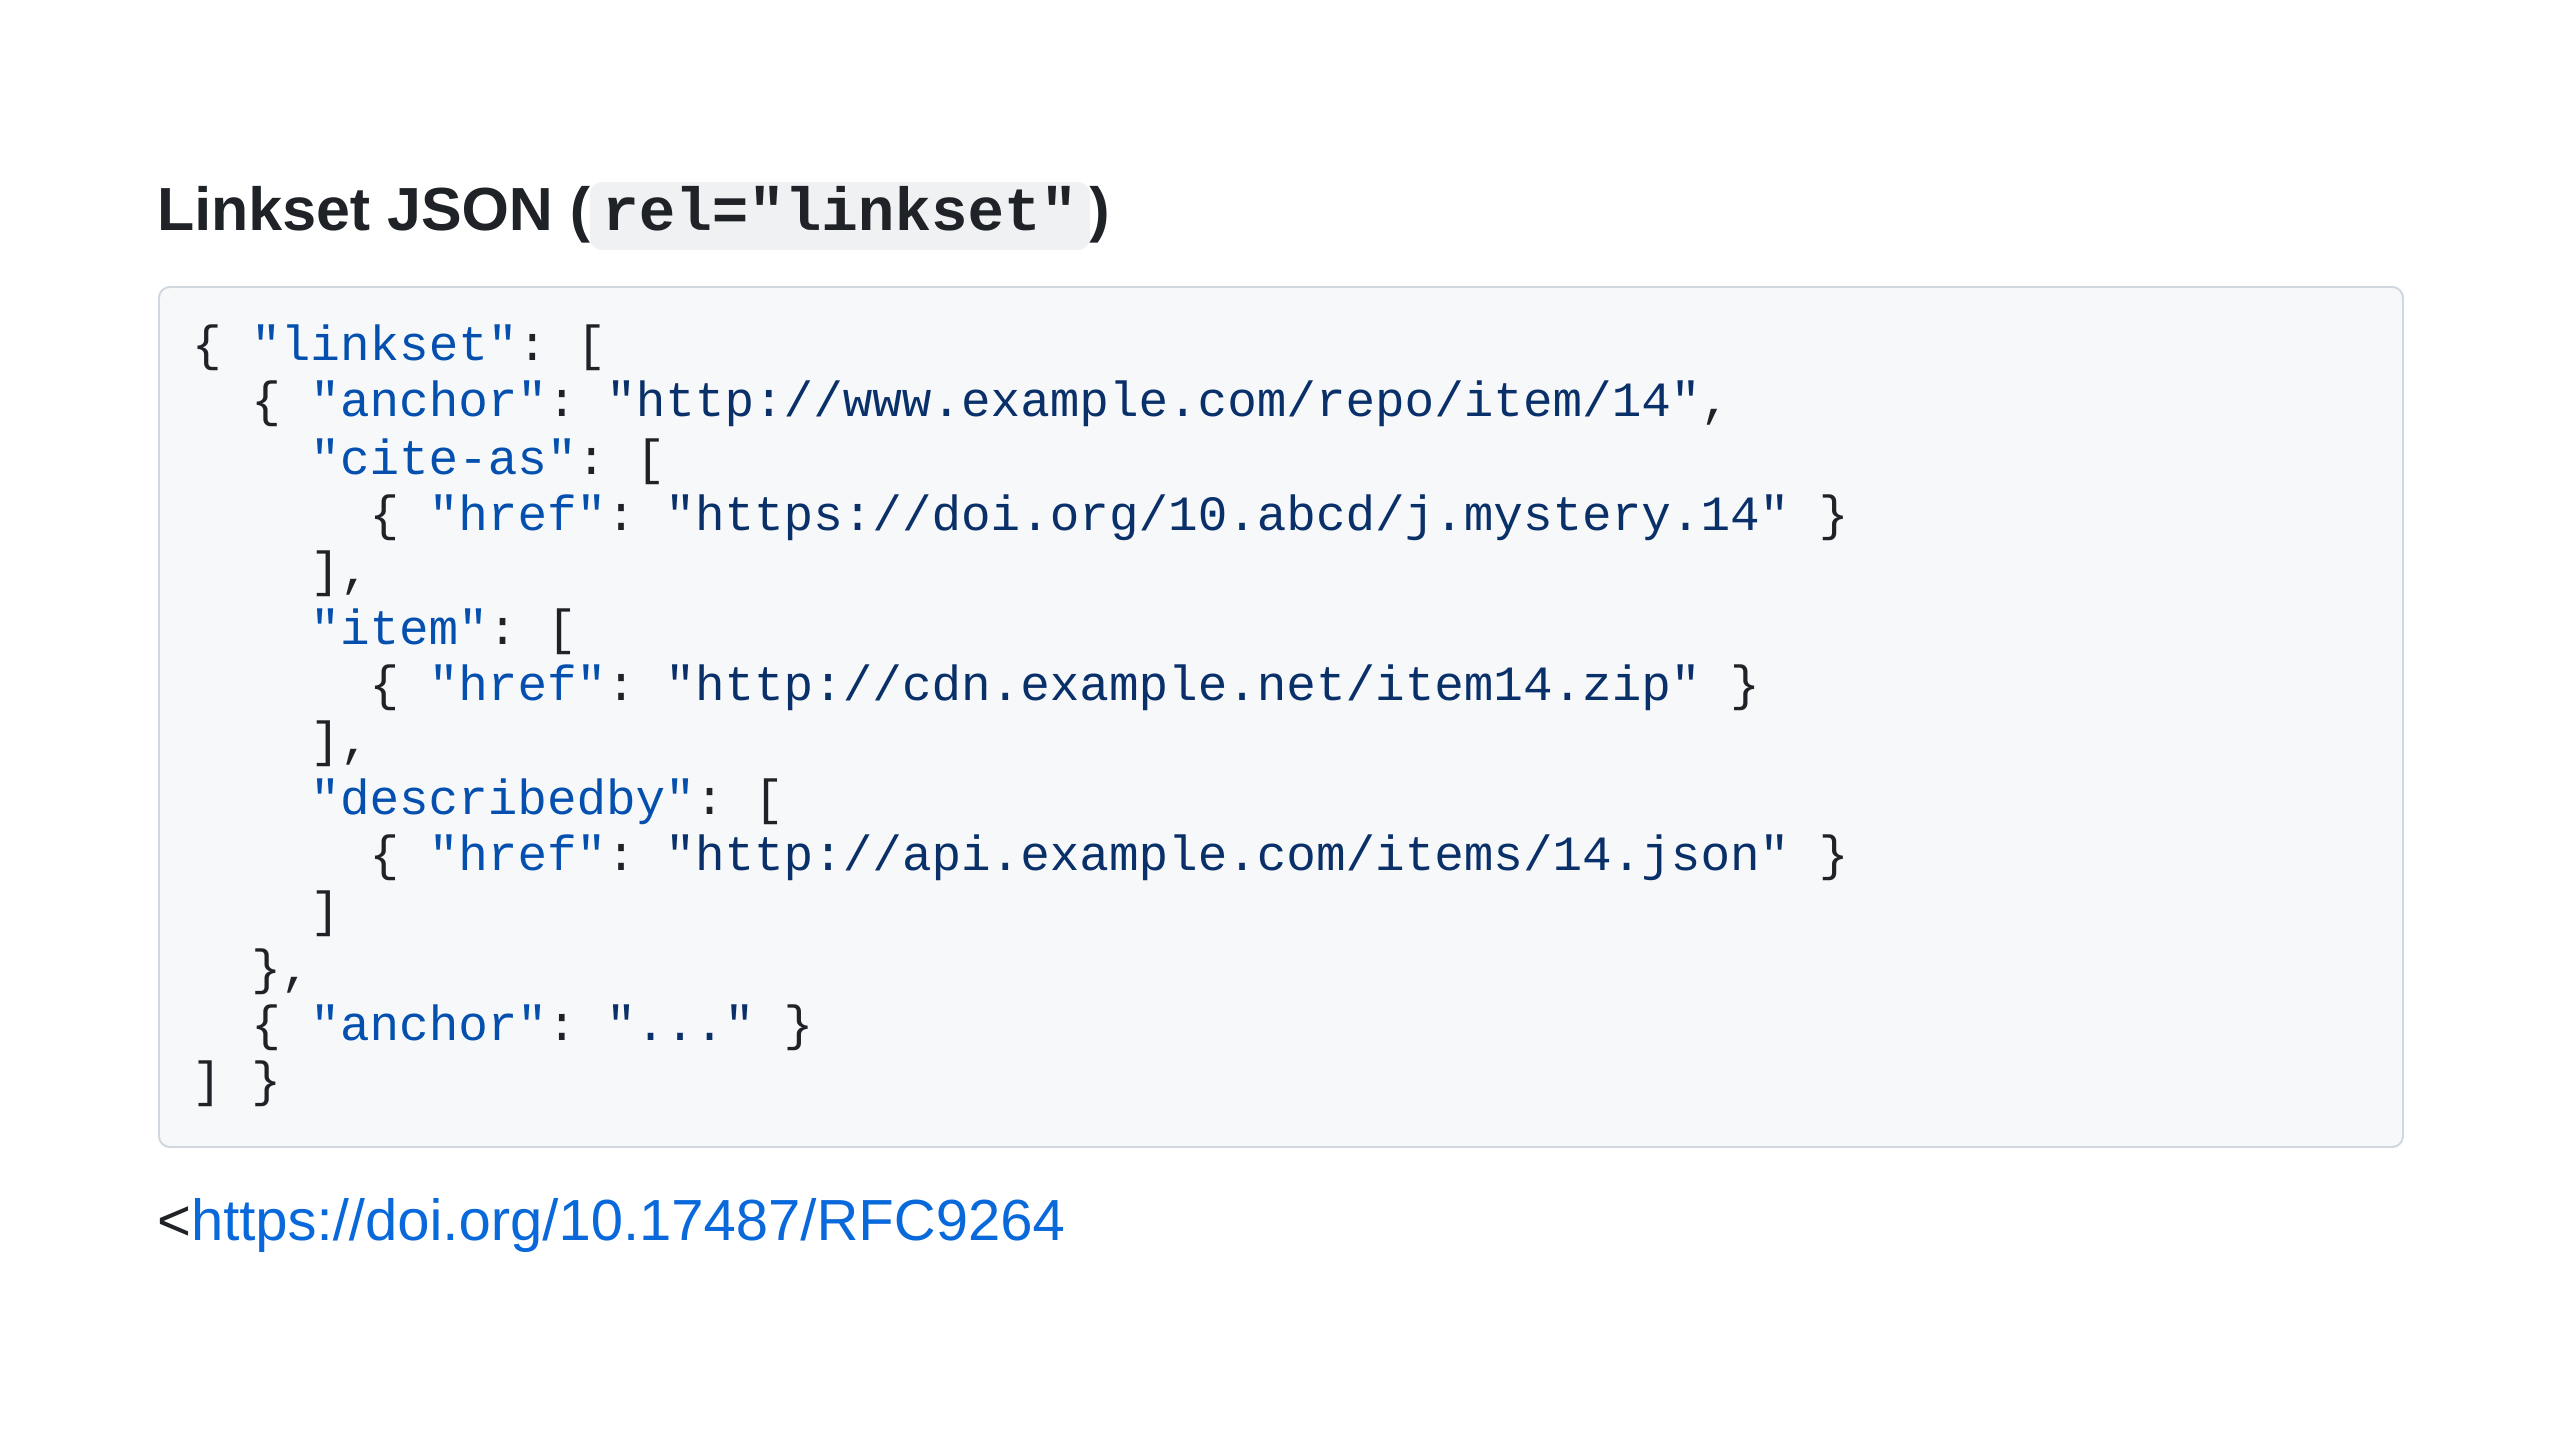 Linkset JSON (rel="linkset")
{ "linkset": [
  { "anchor": "http://www.example.com/repo/item/14",
    "cite-as": [
      { "href": "https://doi.org/10.abcd/j.mystery.14" }
    ],
    "item": [
      { "href": "http://cdn.example.net/item14.zip" }
    ],
    "describedby": [
      { "href": "http://api.example.com/items/14.json" }
    ]
  },
  { "anchor": "..." }
] }
<https://doi.org/10.17487/RFC9264